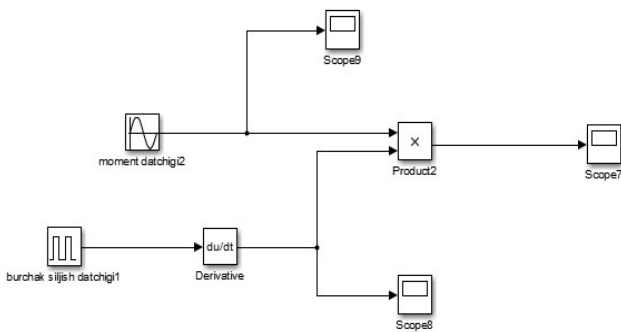 Scope9
moment datchigi2
×
Product2
Scope7
du/dt
Derivative
burchak siljish datchigi1
Scope8